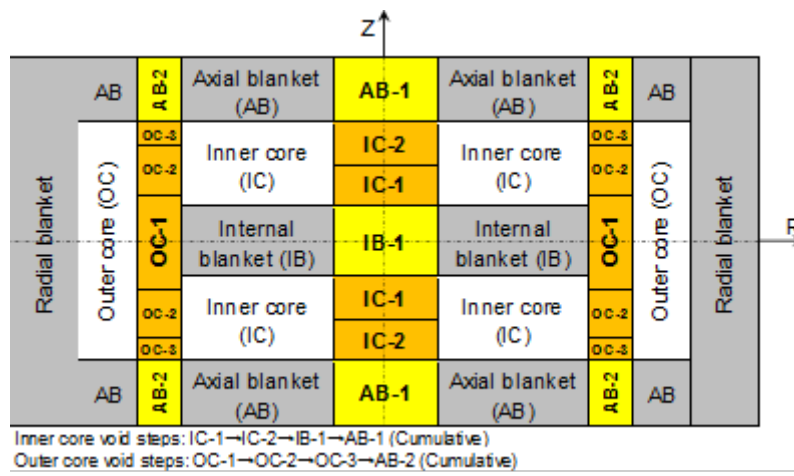 Z
AB
AB-2
Axial blanket
(AB)
AB-1
Axial blanket
(AB)
AB-2
AB
Radial blanket
Outer core (OC)
OC-3
OC-2
OC-1
OC-2
OC-3
Inner core
(IC)
IC-2
IC-1
Inner core
(IC)
OC-3
OC-2
OC-1
OC-2
OC-3
Outer core (OC)
Radial blanket
R
Internal
blanket (IB)
IB-1
Internal
blanket (IB)
Inner core
(IC)
IC-1
IC-2
Inner core
(IC)
AB
AB-2
Axial blanket
(AB)
AB-1
Axial blanket
(AB)
AB-2
AB
Inner core void steps: IC-1→IC-2→IB-1→AB-1 (Cumulative)
Outer core void steps: OC-1→OC-2→OC-3→AB-2 (Cumulative)